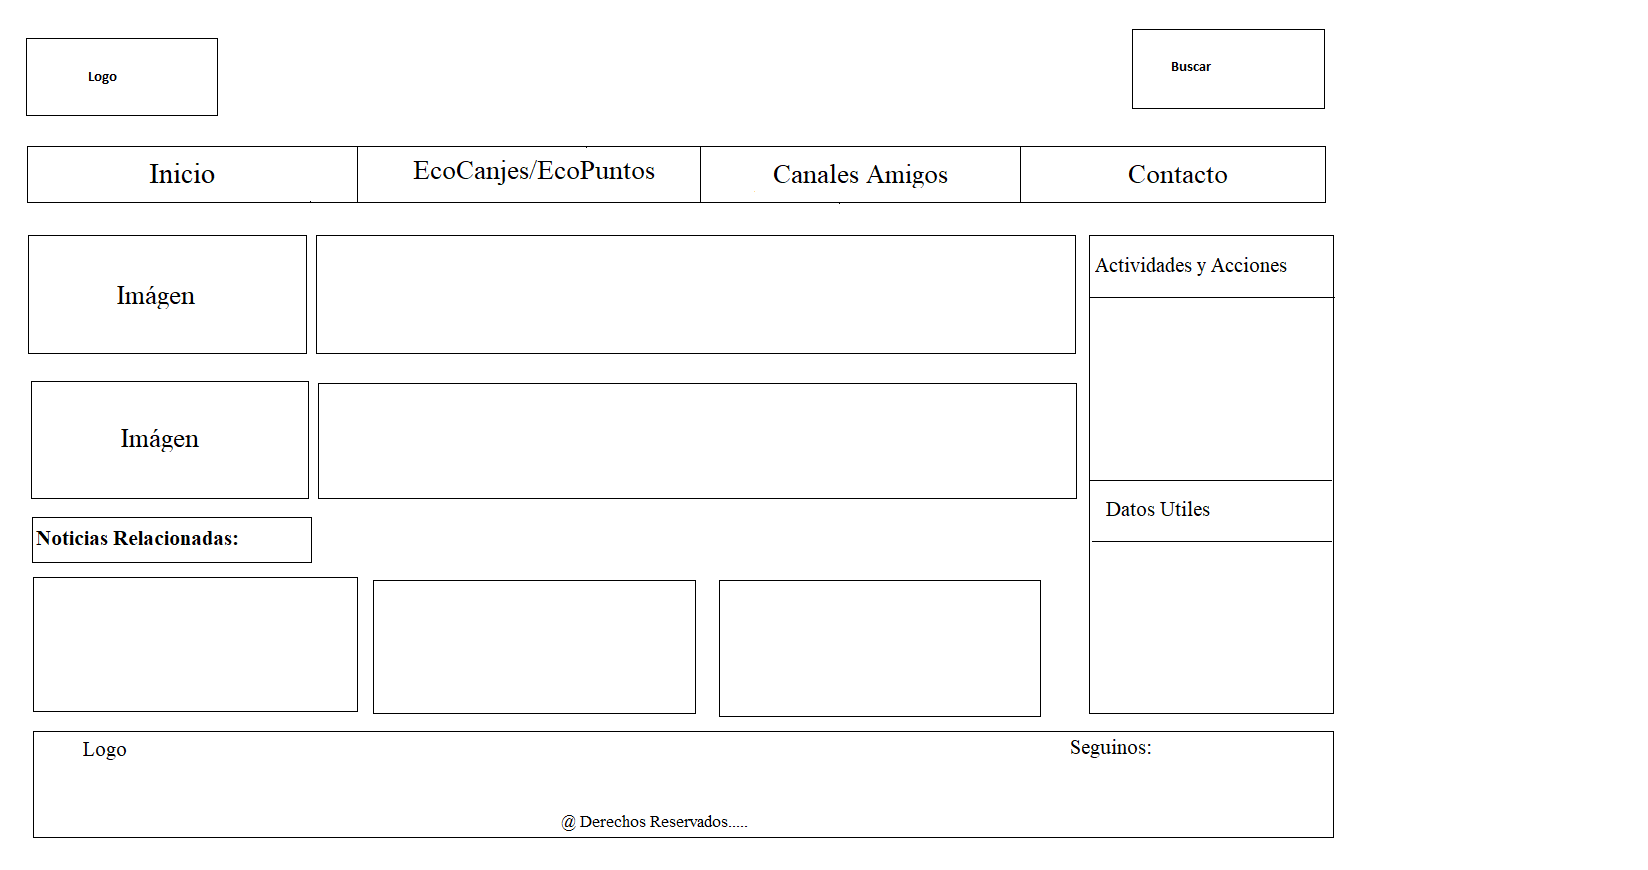 Logo
Buscar
Inicio
EcoCanjes/EcoPuntos
Canales Amigos
Contacto
Imágen
Actividades y Acciones
Imágen
Datos Utiles
Noticias Relacionadas:
Logo
Seguinos:
@ Derechos Reservados.....